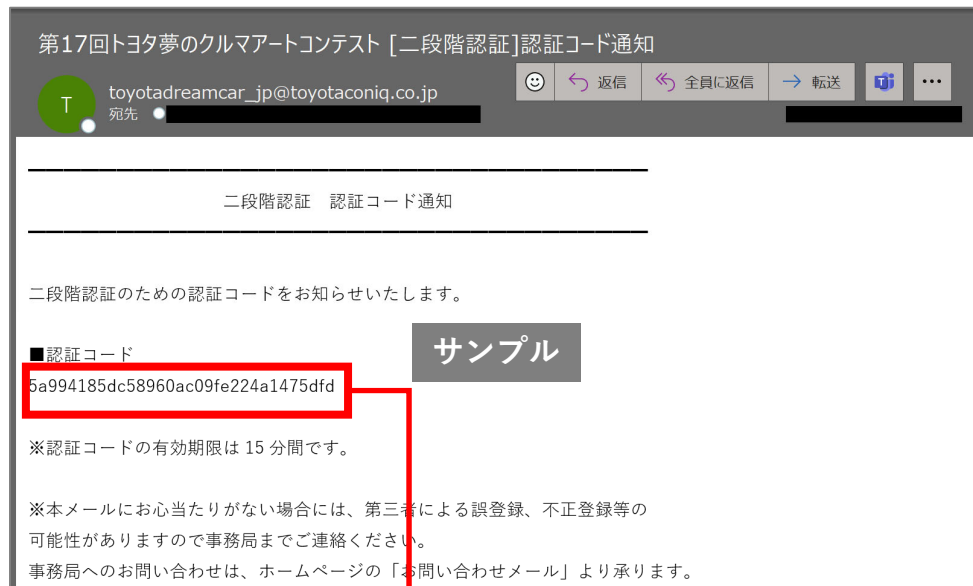 第17回トヨタ夢のクルマアートコンテスト [二段階認証]認証コード通知
返信
全員に返信
転送
T
toyotadreamcar_jp@toyotaconiq.co.jp
宛先
二段階認証　認証コード通知
二段階認証のための認証コードをお知らせいたします。
サンプル
■認証コード
5a994185dc58960ac09fe224a1475dfd
※認証コードの有効期限は 15 分間です。
※本メールにお心当たりがない場合には、第三者による誤登録、不正登録等の
可能性がありますので事務局までご連絡ください。
事務局へのお問い合わせは、ホームページの「お問い合わせメール」より承ります。